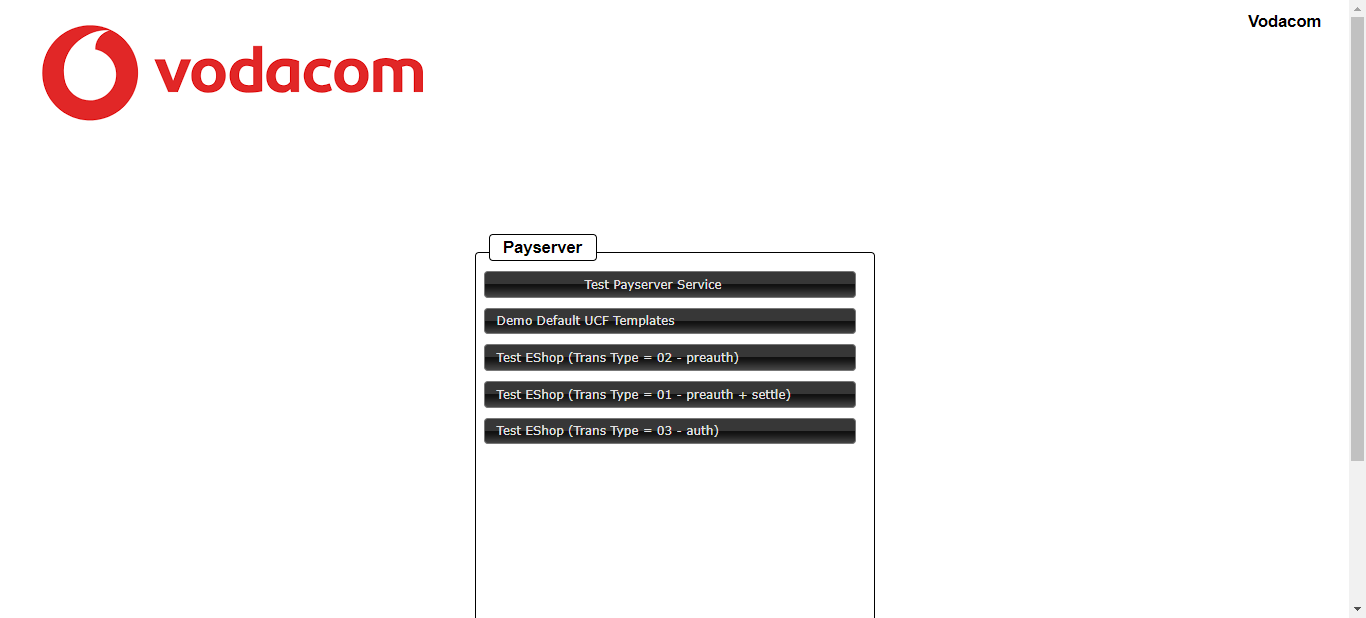 Vodacom
vodacom
Payserver
Test Payserver Service
Demo Default UCF Templates
Test EShop (Trans Type = 02 - preauth)
Test EShop (Trans Type = 01 - preauth + settle)
Test EShop (Trans Type = 03 - auth)